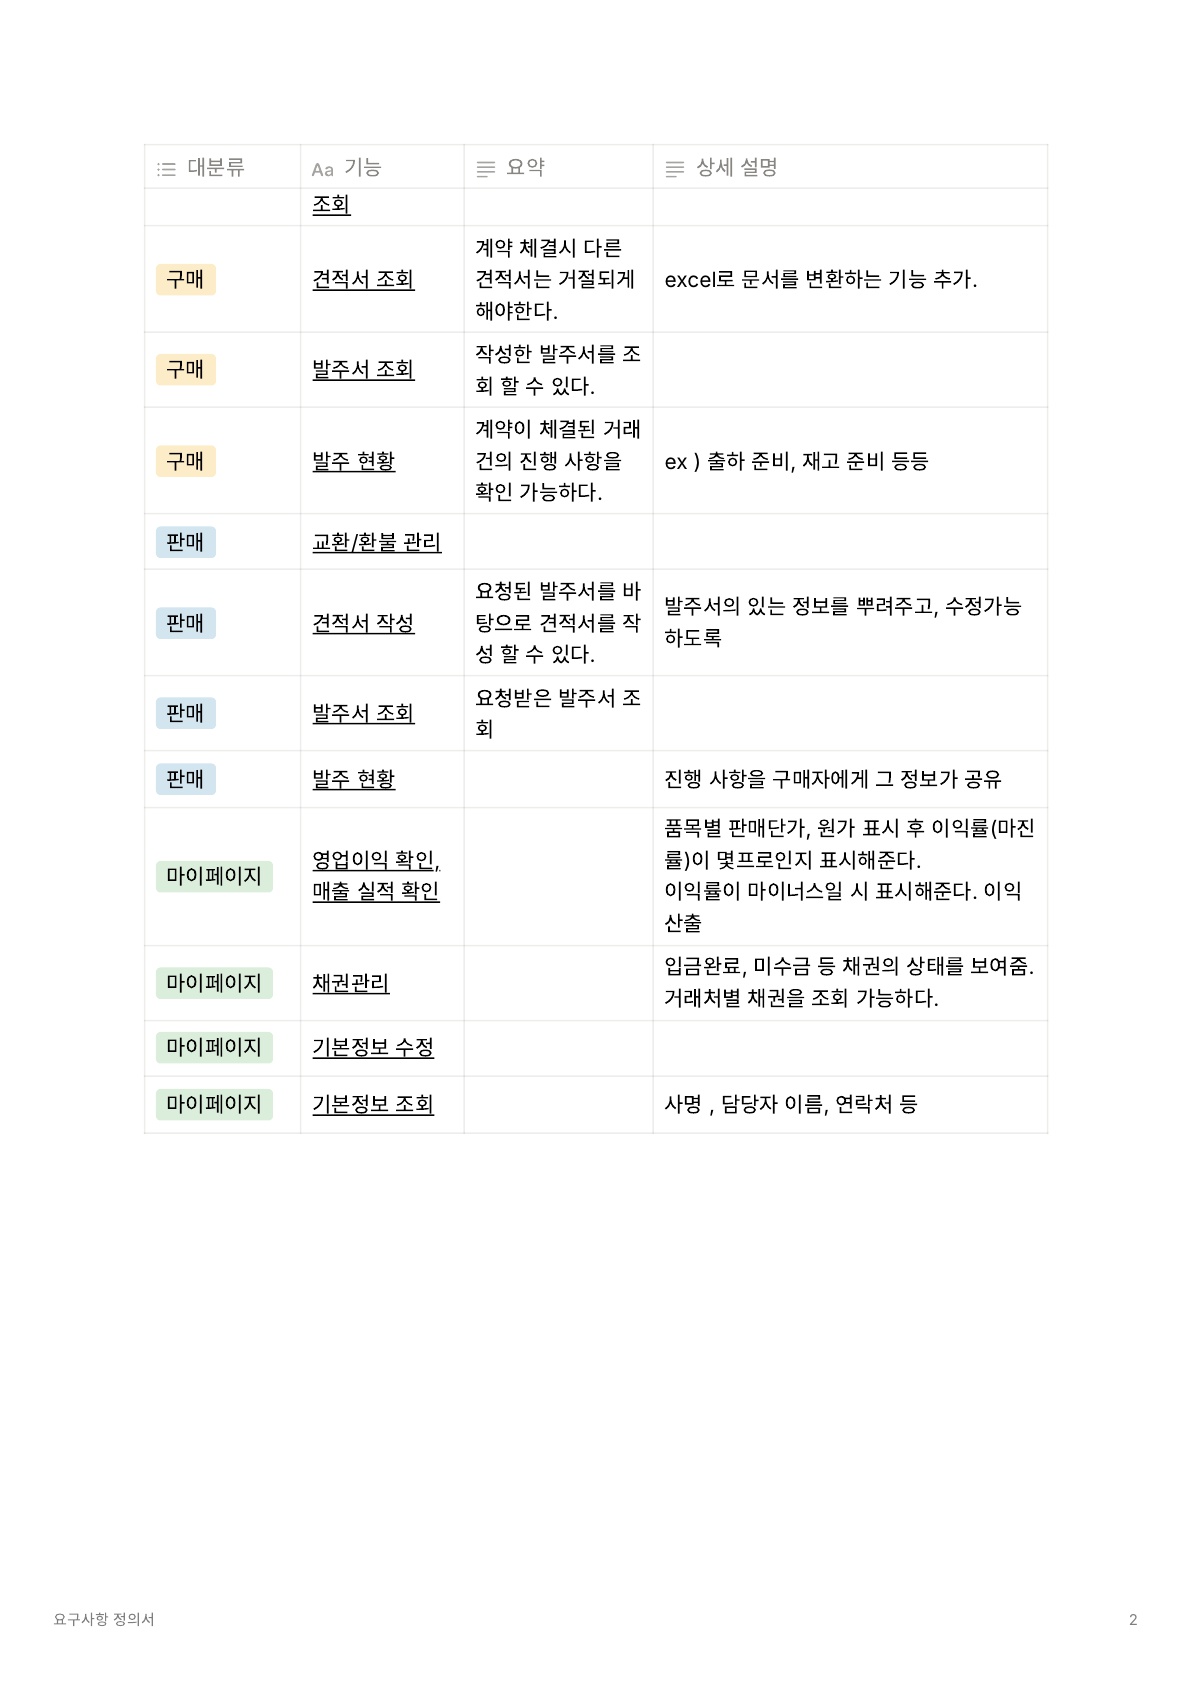 대분류 Aa 기능 요약 상세 설명
조회
구매 견적서 조회 계약 체결시 다른
견적서는 거절되게
해야한다. excel로 문서를 변환하는 기능 추가.
구매 발주서 조회 작성한 발주서를 조
회 할 수 있다.
구매 발주 현황 계약이 체결된 거래
건의 진행 사항을
확인 가능하다. ex ) 출하 준비, 재고 준비 등등
판매 교환/환불 관리
판매 견적서 작성 요청된 발주서를 바
탕으로 견적서를 작
성 할 수 있다. 발주서의 있는 정보를 뿌려주고, 수정가능
하도록
판매 발주서 조회 요청받은 발주서 조
회
판매 발주 현황 진행 사항을 구매자에게 그 정보가 공유
마이페이지 영업이익 확인,
매출 실적 확인 품목별 판매단가, 원가 표시 후 이익률(마진
률)이 몇프로인지 표시해준다.
이익률이 마이너스일 시 표시해준다. 이익
산출
마이페이지 채권관리 입금완료, 미수금 등 채권의 상태를 보여줌.
거래처별 채권을 조회 가능하다.
마이페이지 기본정보 수정
마이페이지 기본정보 조회 사명 , 담당자 이름, 연락처 등
요구사항 정의서 2